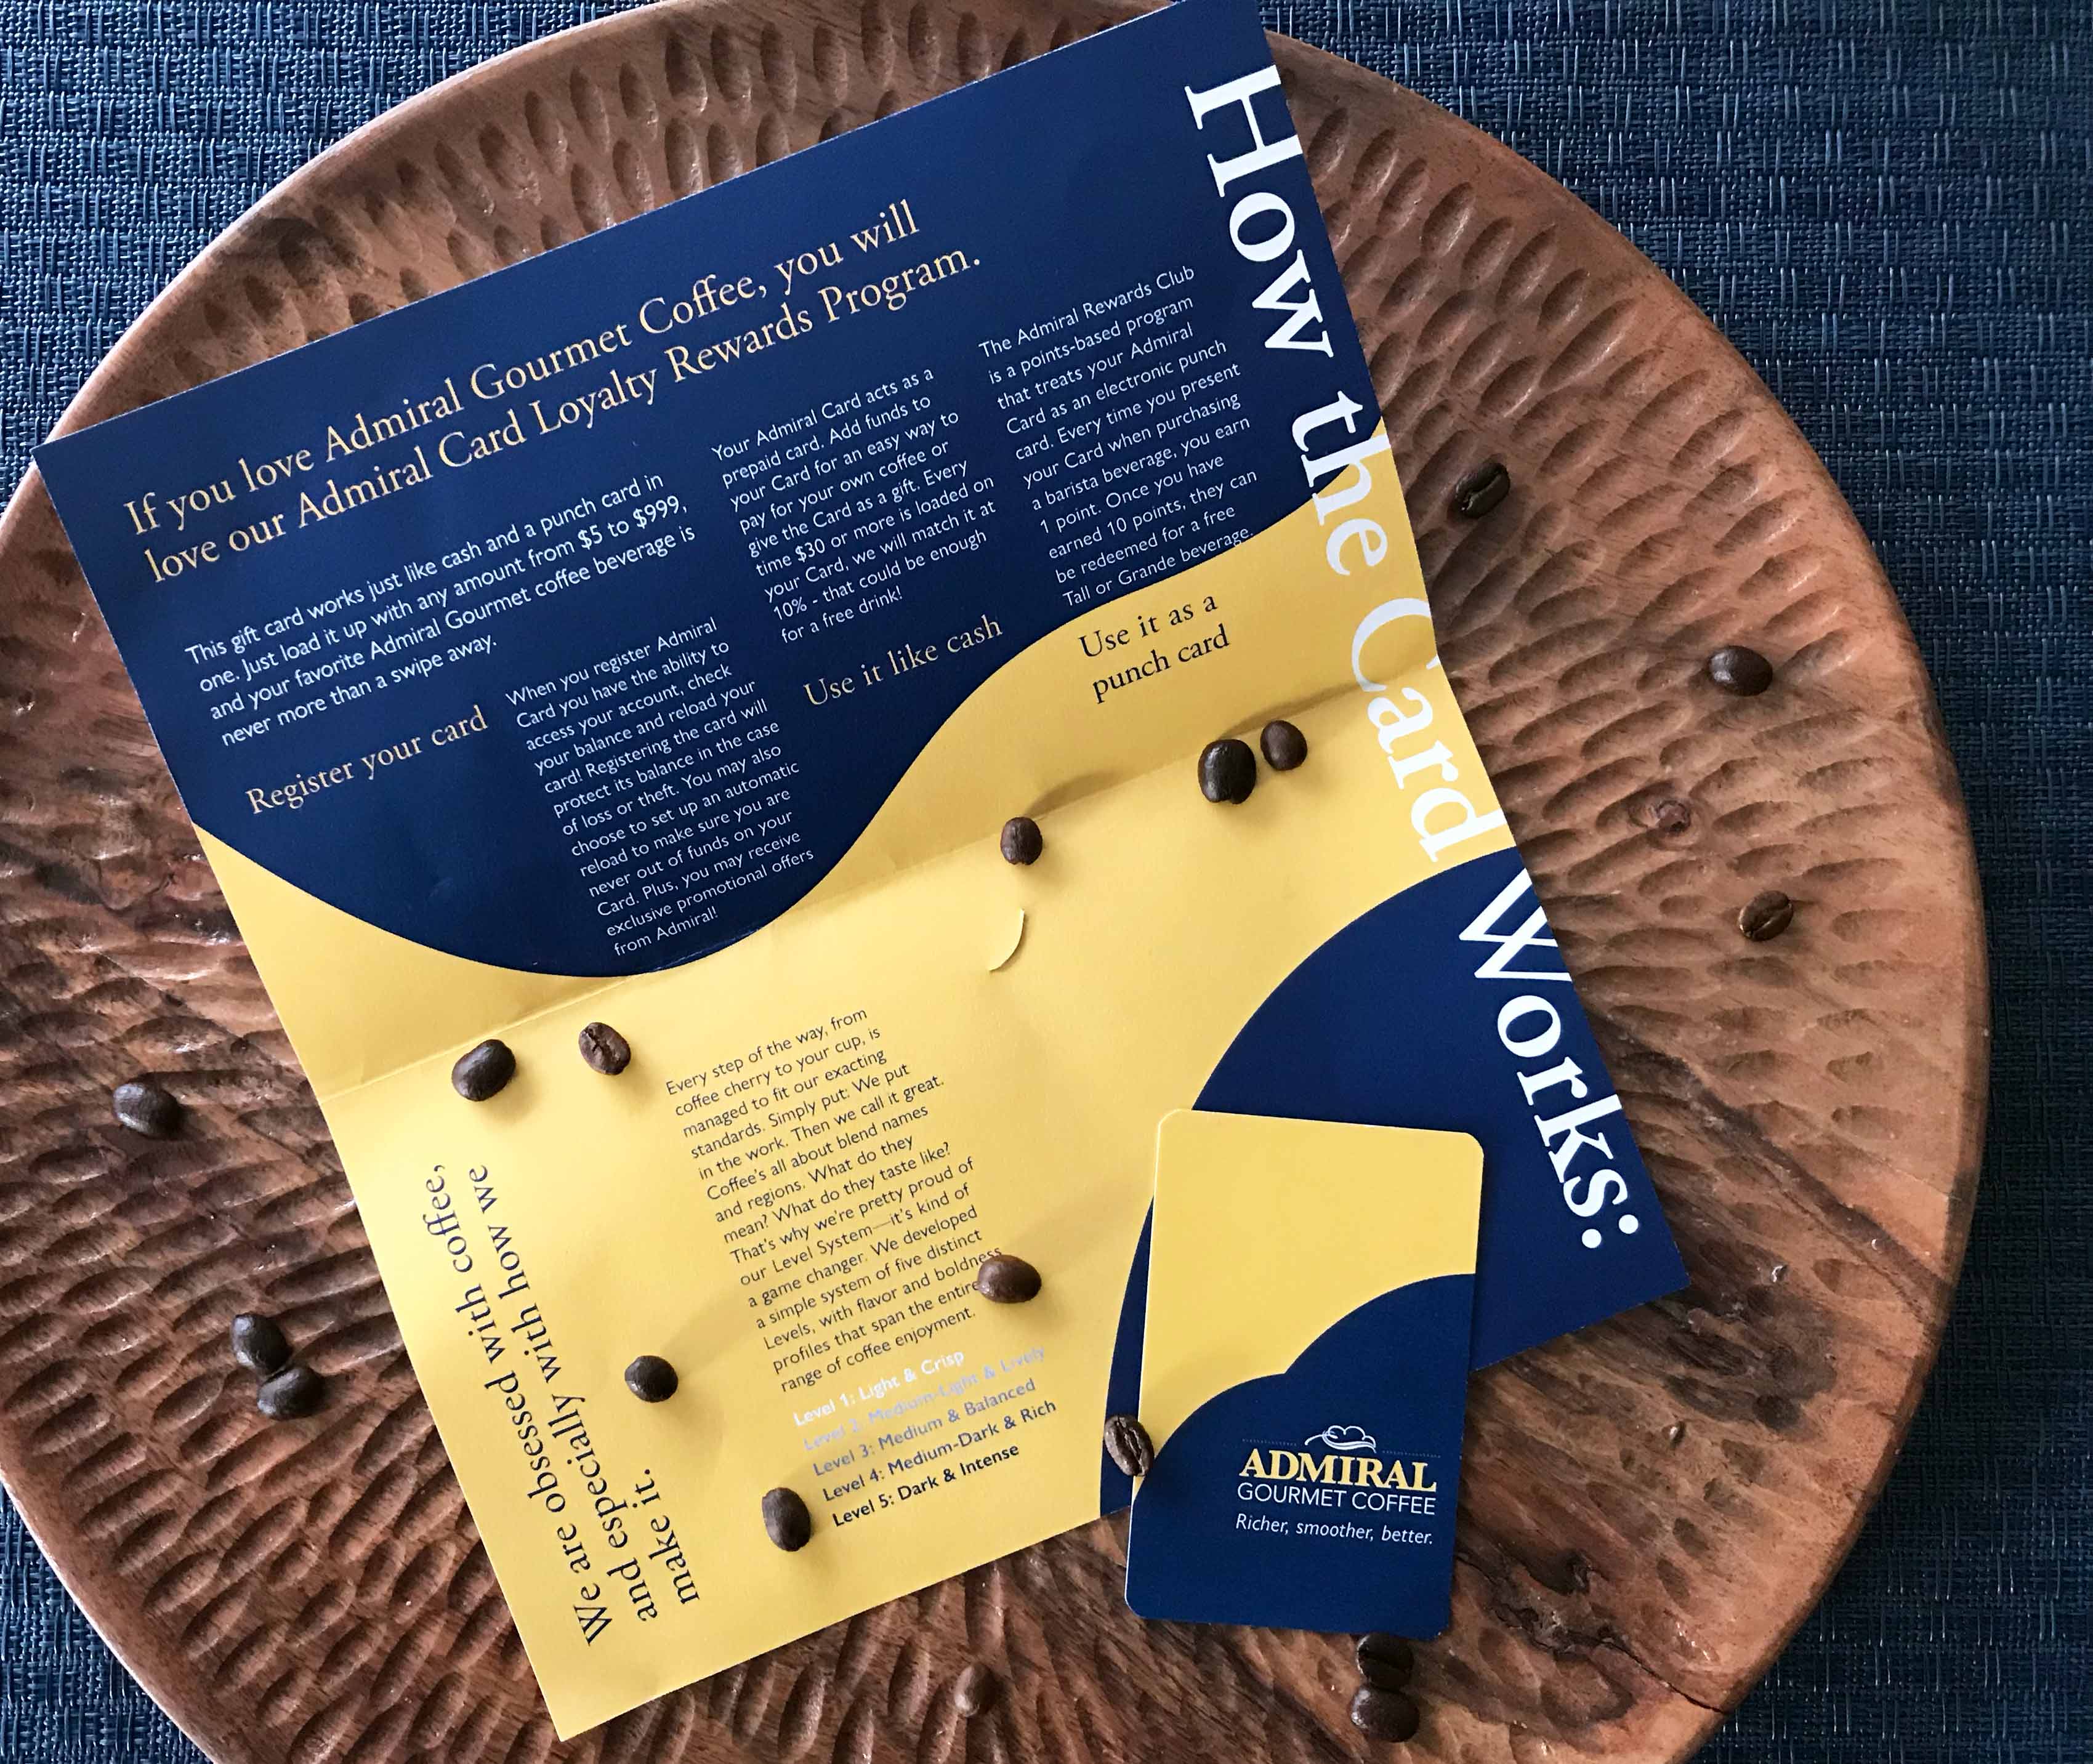 How the Card Works:
If you love Admiral Gourmet Coffee, you will
love our Admiral Card Loyalty Rewards Program.
This gift card works just like cash and a punch card in
one. Just load it up with any amount from $5 to $999,
and your favorite Admiral Gourmet coffee beverage is
never more than a swipe away.
Register your card
When you register Admiral
Card you have the ability to
access your account, check
your balance and reload your
card! Registering the card will
protect its balance in the case
of loss or theft. You may also
choose to set up an automatic
reload to make sure you are
never out of funds on your
Card. Plus, you may receive
exclusive promotional offers
from Admiral!
Your Admiral Card acts as a
prepaid card. Add funds to
your Card for an easy way to
pay for your own coffee or
give the Card as a gift. Every
time $30 or more is loaded on
your Card, we will match it at
10% - that could be enough
for a free drink!
Use it like cash
The Admiral Rewards Club
is a points-based program
that treats your Admiral
Card as an electronic punch
card. Every time you present
your Card when purchasing
a barista beverage, you earn
1 point. Once you have
earned 10 points, they can
be redeemed for a free
Tall or Grande beverage.
Use it as a
punch card
We are obsessed with coffee,
and especially with how we
make it.
Every step of the way, from
coffee cherry to your cup, is
managed to fit our exacting
standards. Simply put: We put
in the work. Then we call it great.
Coffee's all about blend names
and regions. What do they
mean? What do they taste like?
That's why we're pretty proud of
our Level System—it's kind of
a game changer. We developed
a simple system of five distinct
Levels, with flavor and boldness
profiles that span the entire
range of coffee enjoyment.
Level 1: Light & Crisp
Level 2: Medium-Light & Lively
Level 3: Medium & Balanced
Level 4: Medium-Dark & Rich
Level 5: Dark & Intense
ADMIRAL
GOURMET COFFEE
Richer, smoother, better.